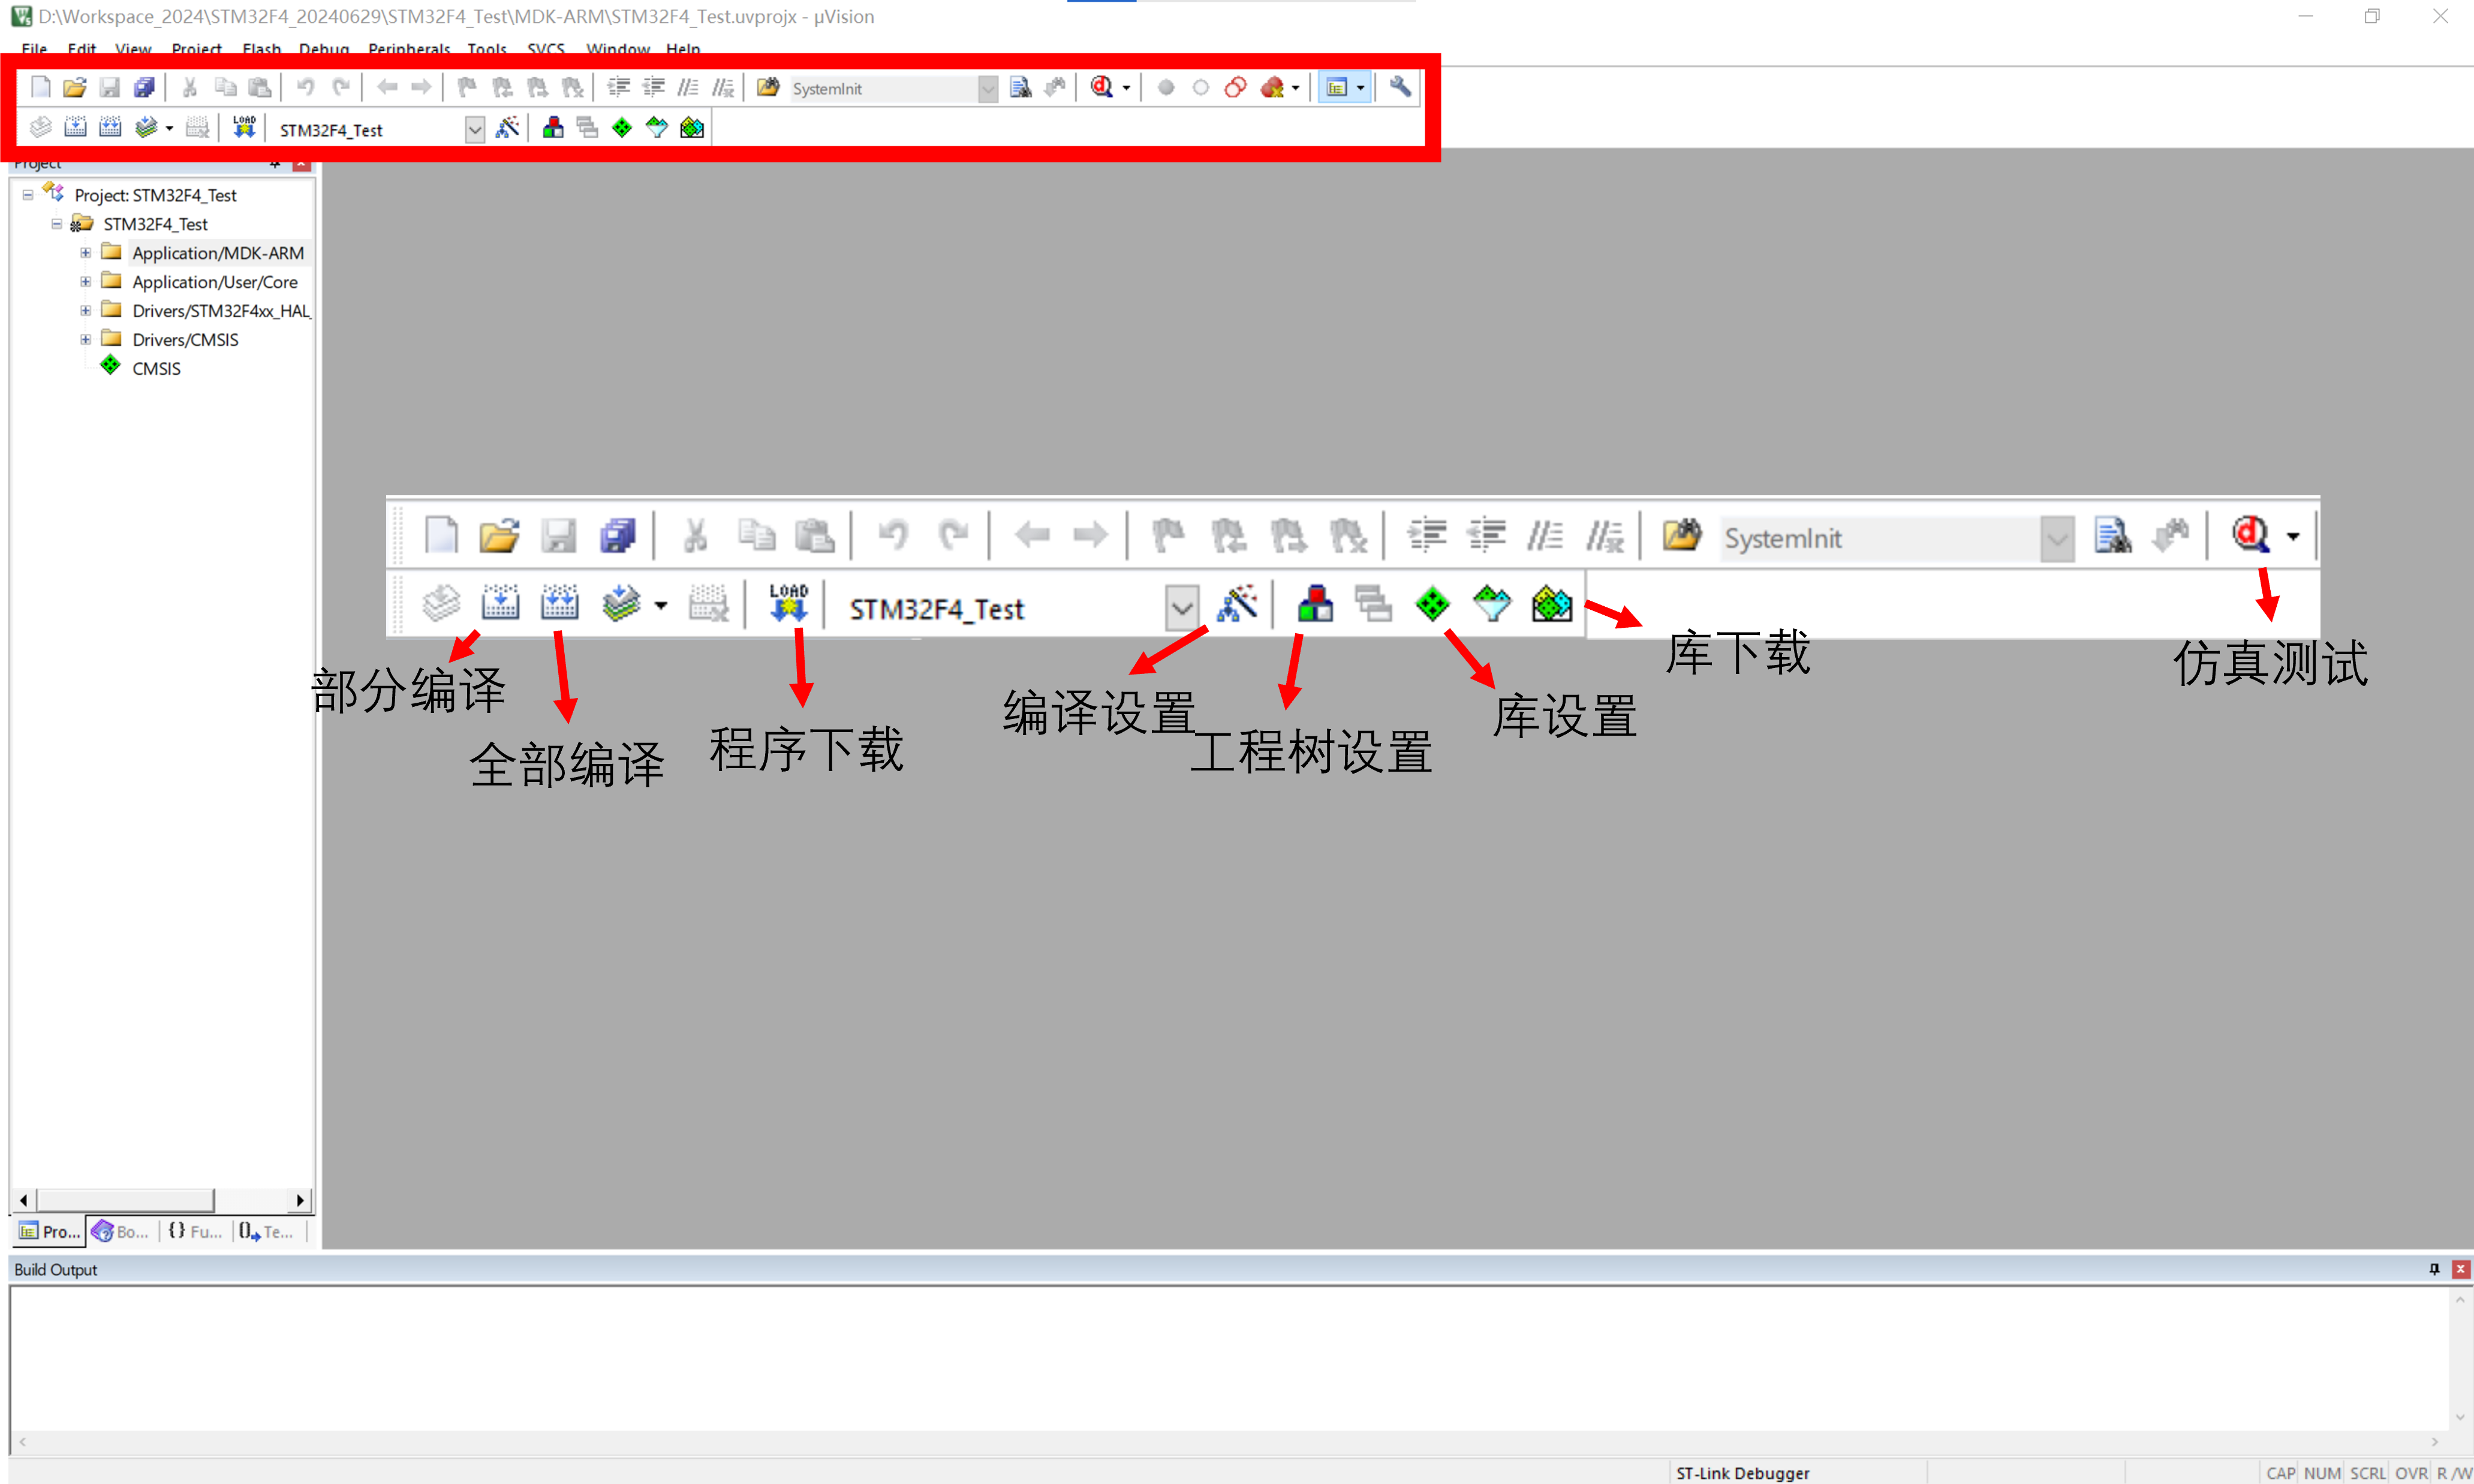 D:\Workspace_2024\STM32F4_20240629\STM32F4_Test\MDK-ARM\STM32F4_Test.uvprojx - µVision
File Edit View Project Flash Debug Peripherals Tools SVCS Window Help
SystemInit
LOAD STM32F4_Test
Project
Project: STM32F4_Test
STM32F4_Test
Application/MDK-ARM
Application/User/Core
Drivers/STM32F4xx_HAL_
Drivers/CMSIS
CMSIS
SystemInit
LOAD STM32F4_Test
部分编译
全部编译
程序下载
编译设置
工程树设置
库设置
库下载
仿真测试
Pro... Bo... {} Fu... Te...
Build Output
ST-Link Debugger CAP NUM SCRL OVR R/W